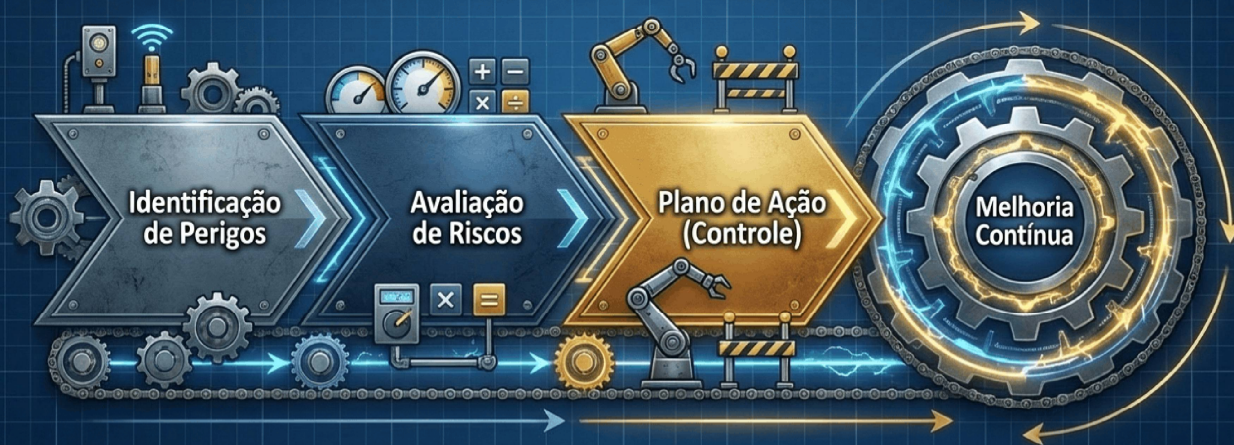 Identificação
de Perigos
Avaliação
de Riscos
Plano de Ação
(Controle)
Melhoria
Contínua